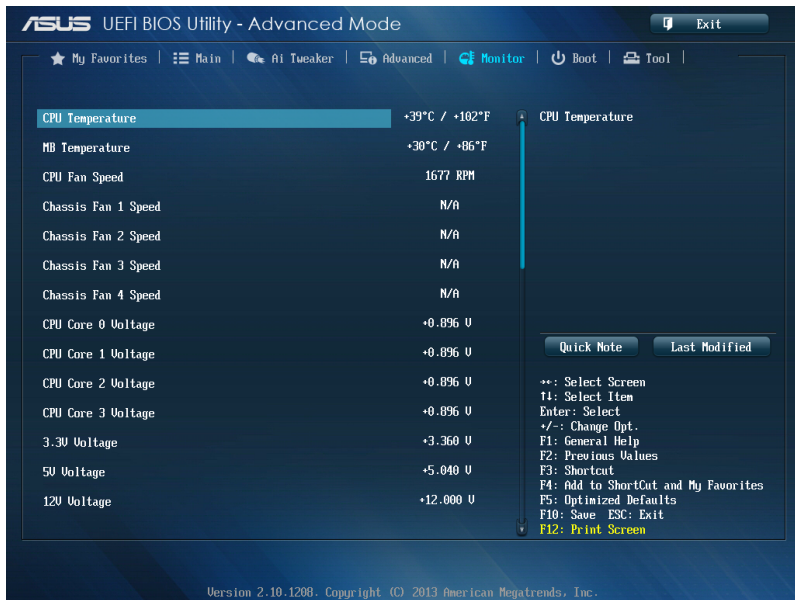 ASUS UEFI BIOS Utility - Advanced Mode
Exit
My Favorites | Main | Ai Tweaker | Advanced | Monitor | Boot | Tool |
CPU Temperature +39°C / +102°F
MB Temperature +30°C / +86°F
CPU Fan Speed 1677 RPM
Chassis Fan 1 Speed N/A
Chassis Fan 2 Speed N/A
Chassis Fan 3 Speed N/A
Chassis Fan 4 Speed N/A
CPU Core 0 Voltage +0.896 V
CPU Core 1 Voltage +0.896 V
CPU Core 2 Voltage +0.896 V
CPU Core 3 Voltage +0.896 V
3.3V Voltage +3.360 V
5V Voltage +5.040 V
12V Voltage +12.000 V
CPU Temperature
Quick Note Last Modified
→←: Select Screen
↑↓: Select Item
Enter: Select
+/-: Change Opt.
F1: General Help
F2: Previous Values
F3: Shortcut
F4: Add to ShortCut and My Favorites
F5: Optimized Defaults
F10: Save ESC: Exit
F12: Print Screen
Version 2.10.1208. Copyright (C) 2013 American Megatrends, Inc.